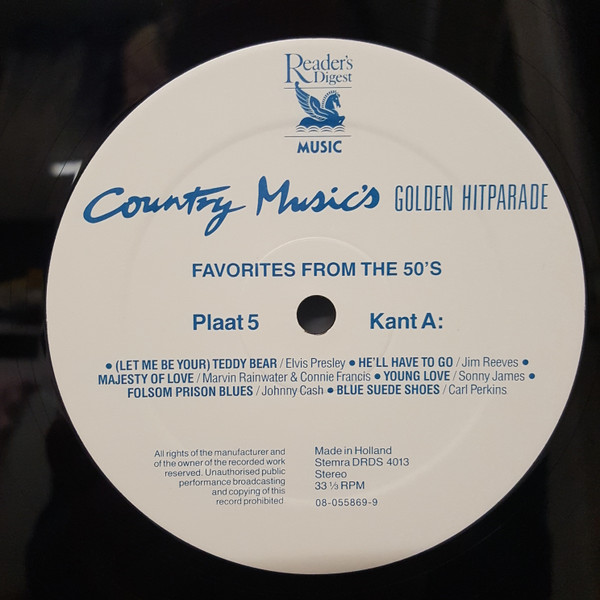 Reader's
Digest
MUSIC
Country Music's GOLDEN HITPARADE
FAVORITES FROM THE 50'S
Plaat 5 Kant A:
• (LET ME BE YOUR) TEDDY BEAR / Elvis Presley • HE'LL HAVE TO GO / Jim Reeves •
MAJESTY OF LOVE / Marvin Rainwater & Connie Francis • YOUNG LOVE / Sonny James •
FOLSOM PRISON BLUES / Johnny Cash • BLUE SUEDE SHOES / Carl Perkins
All rights of the manufacturer and
of the owner of the recorded work
reserved. Unauthorised public
performance broadcasting
and copying of this
record prohibited
Made in Holland
Stemra DRDS 4013
Stereo
33 ⅓ RPM
08-055869-9